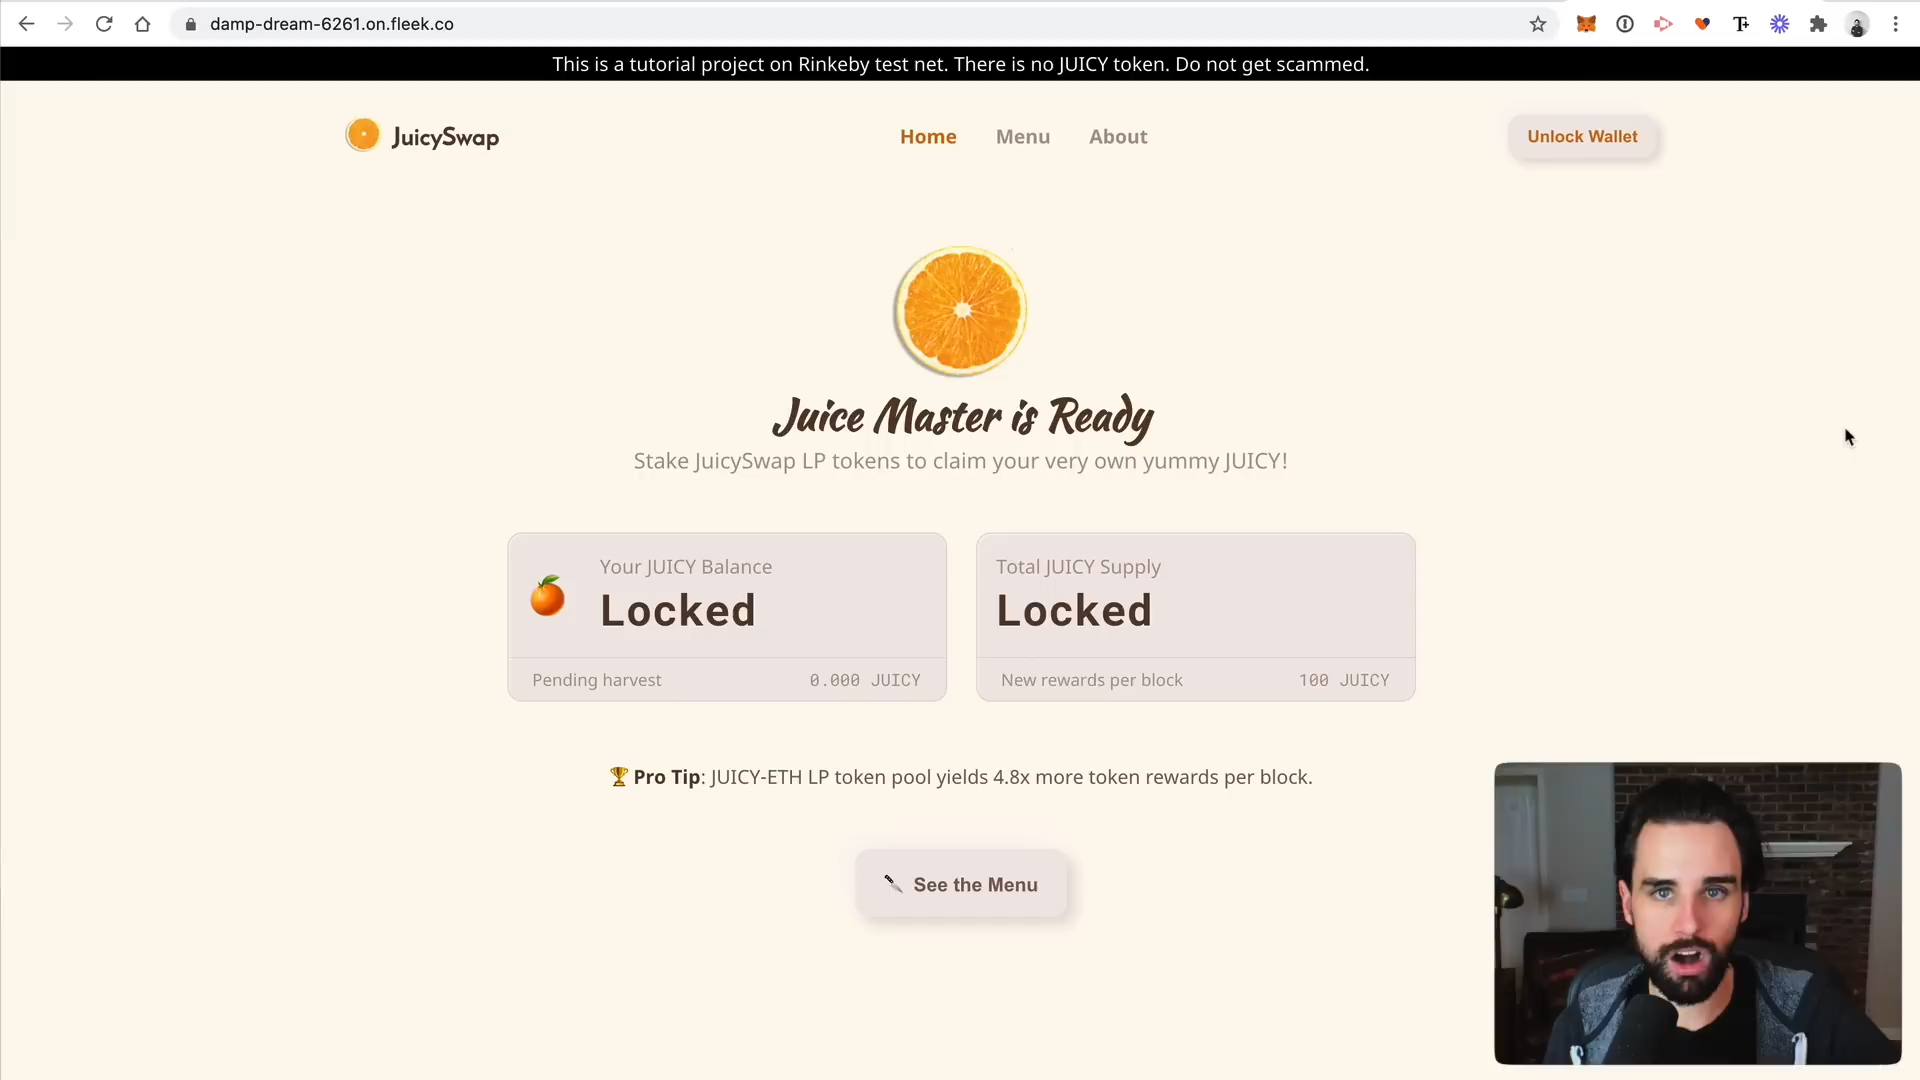 damp-dream-6261.on.fleek.co
This is a tutorial project on Rinkeby test net. There is no JUICY token. Do not get scammed.
JuicySwap
Home
Menu
About
Unlock Wallet
Juice Master is Ready
Stake JuicySwap LP tokens to claim your very own yummy JUICY!
Your JUICY Balance
Locked
Pending harvest
0.000 JUICY
Total JUICY Supply
Locked
New rewards per block
100 JUICY
🏆 Pro Tip: JUICY-ETH LP token pool yields 4.8x more token rewards per block.
🔪 See the Menu